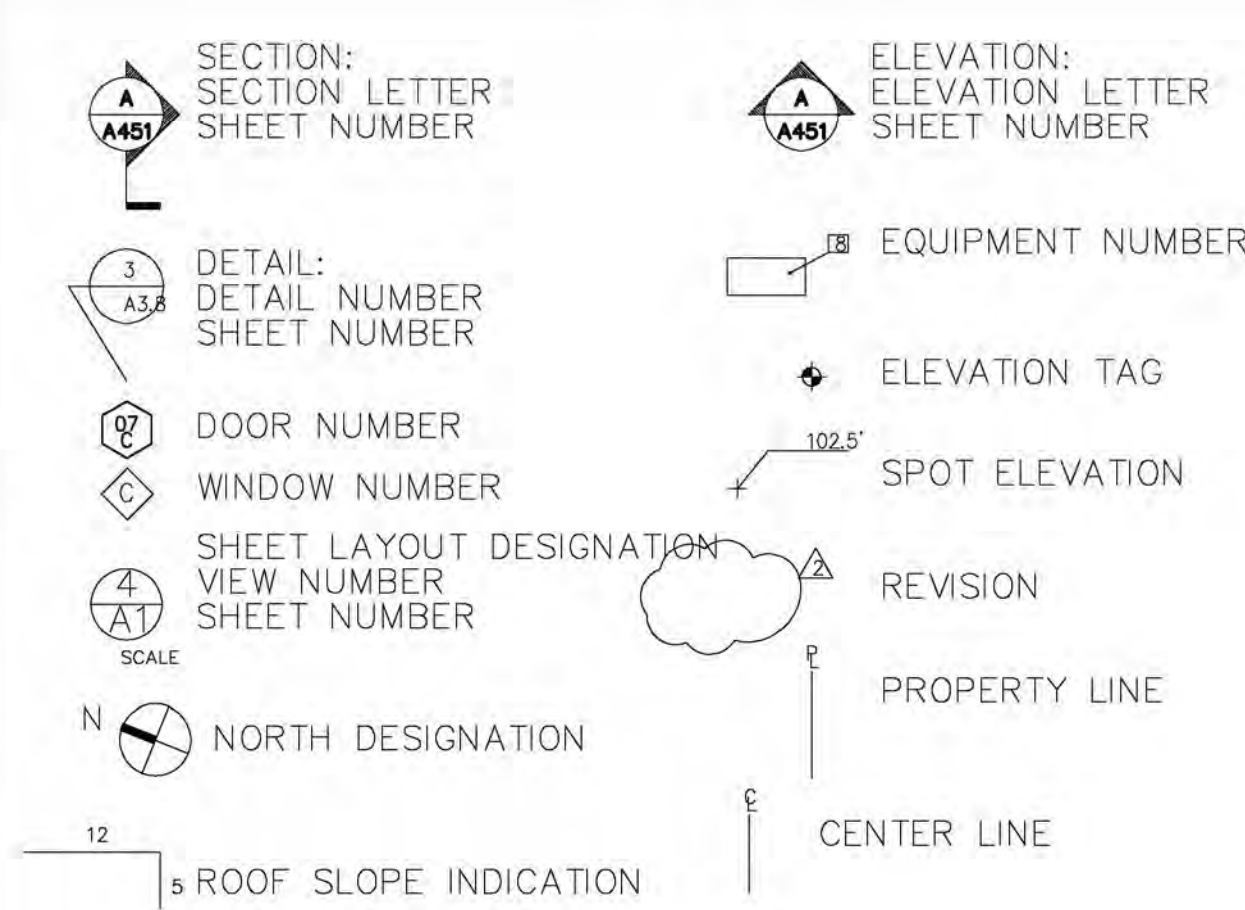 A
A451
SECTION:
SECTION LETTER
SHEET NUMBER
3
A3.8
DETAIL:
DETAIL NUMBER
SHEET NUMBER
07
C
DOOR NUMBER
C
WINDOW NUMBER
4
A1
SCALE
SHEET LAYOUT DESIGNATION
VIEW NUMBER
SHEET NUMBER
N
NORTH DESIGNATION
12
5
ROOF SLOPE INDICATION
A
A451
ELEVATION:
ELEVATION LETTER
SHEET NUMBER
8
EQUIPMENT NUMBER
ELEVATION TAG
102.5'
SPOT ELEVATION
2
REVISION
PL
PROPERTY LINE
CL
CENTER LINE